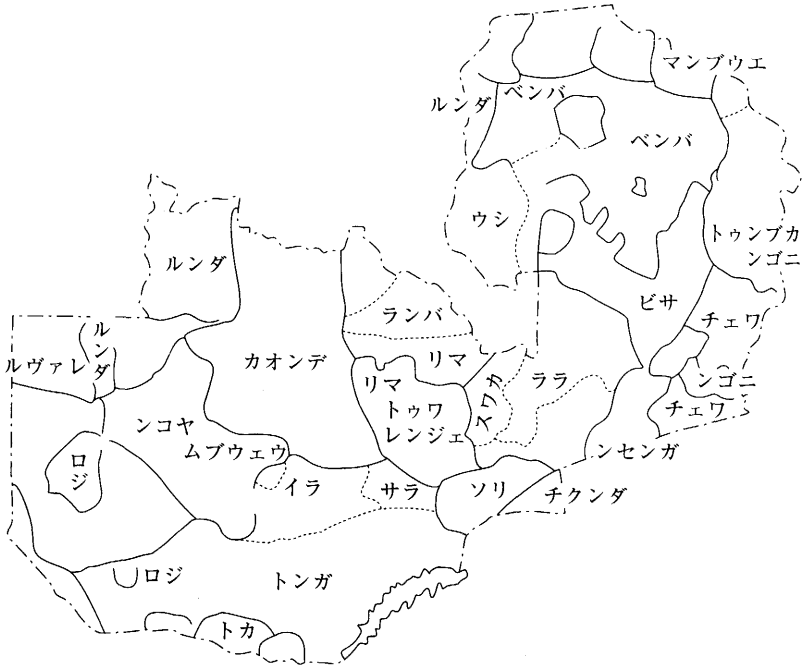 マンブウエ
ベンバ
ルンダ
ベンバ
ウシ
トゥンブカ
ンゴニ
ルンダ
ビサ
ランバ
チェワ
ルンダ
ルヴァレ
カオンデ
リマ
リマ
トゥワ
レンジェ
スワカ
ララ
ンゴニ
チェワ
ンコヤ
ムブウェウ
ンセンガ
ロジ
イラ
サラ
ソリ
チクンダ
ロジ
トンガ
トカ